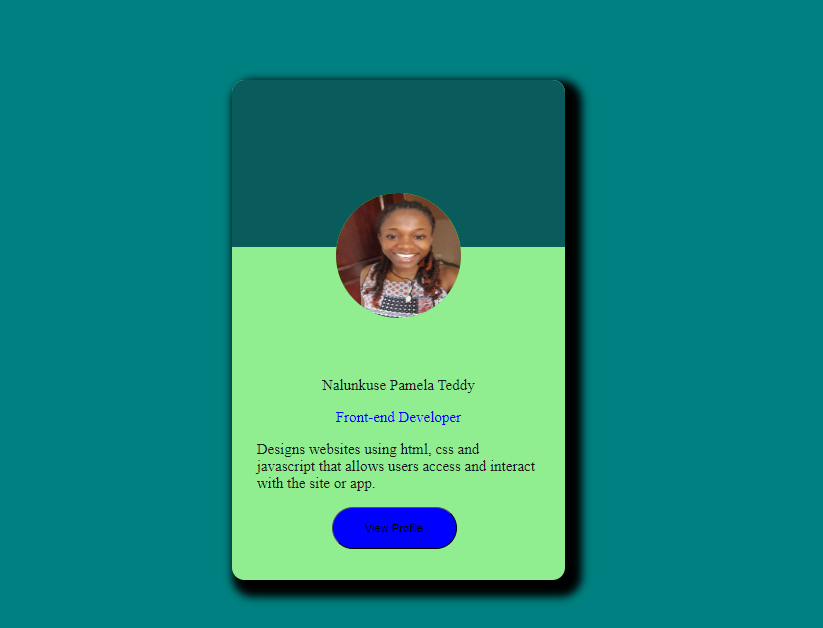 Nalunkuse Pamela Teddy
Front-end Developer
Designs websites using html, css and
javascript that allows users access and interact
with the site or app.
View Profile